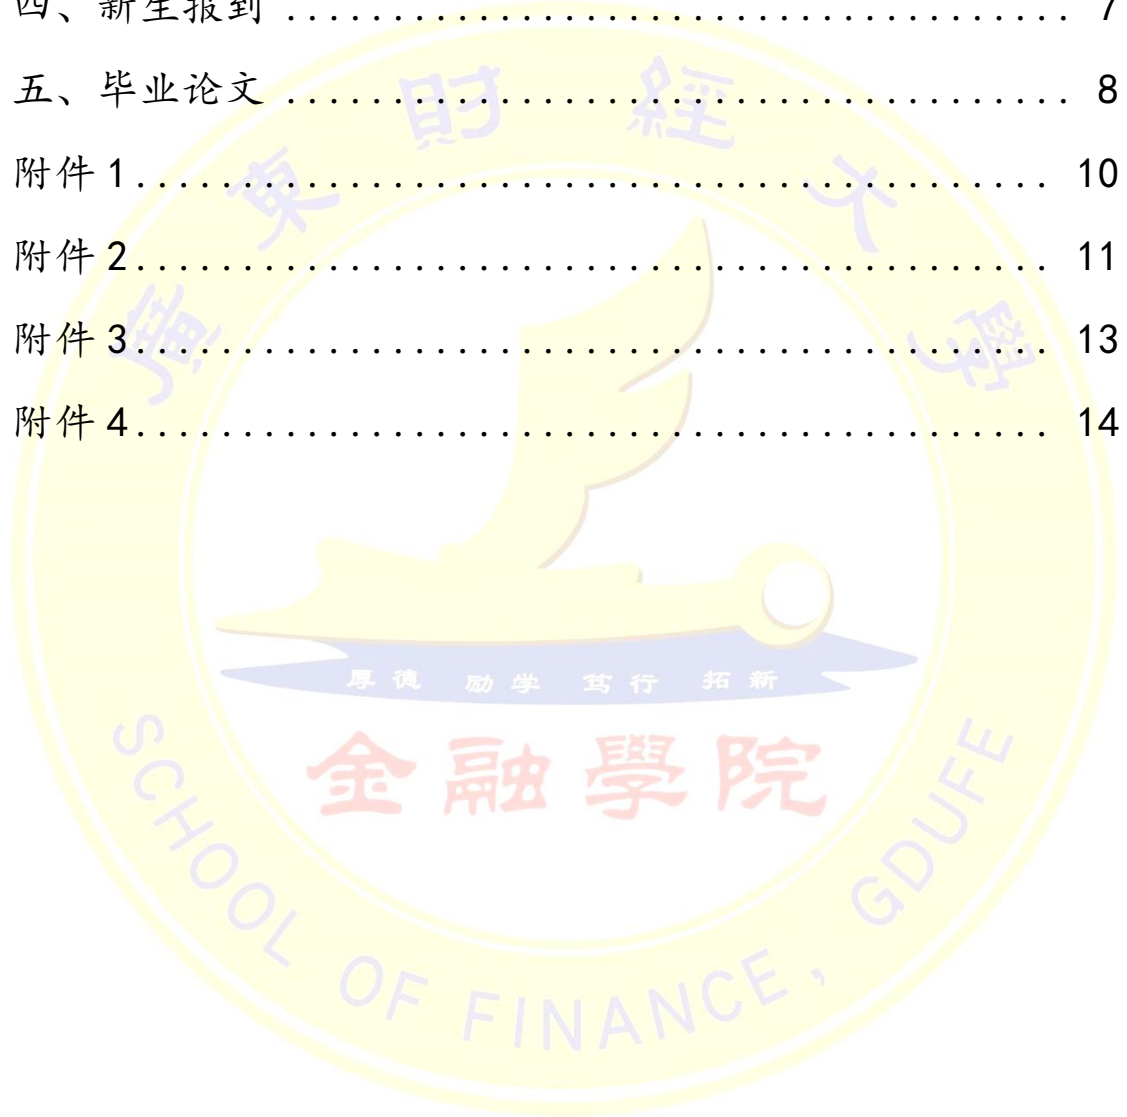 四、新生报到 ..................................... 7
五、毕业论文 ..................................... 8
附件1........................................... 10
附件2........................................... 11
附件3........................................... 13
附件4........................................... 14
廣東財經大學
厚德 励学 笃行 拓新
金融學院
SCHOOL OF FINANCE, GDUFE